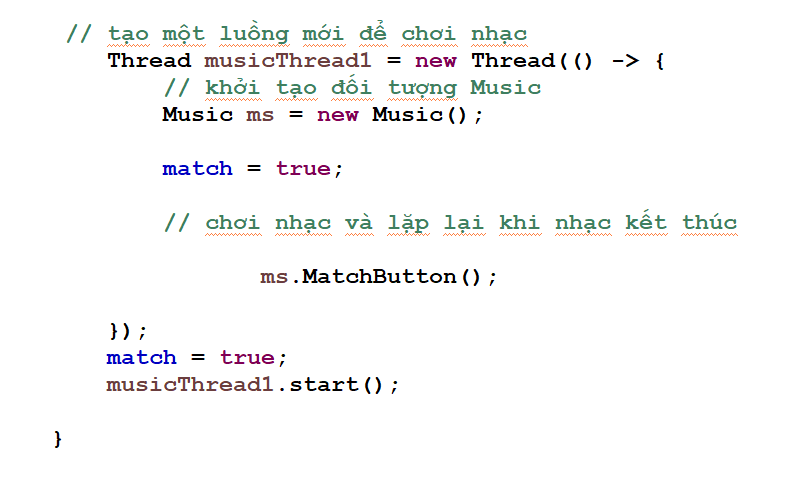 // tạo một luồng mới để chơi nhạc
Thread musicThread1 = new Thread(() -> {
// khởi tạo đối tượng Music
Music ms = new Music();
match = true;
// chơi nhạc và lặp lại khi nhạc kết thúc
ms.MatchButton();
});
match = true;
musicThread1.start();
}